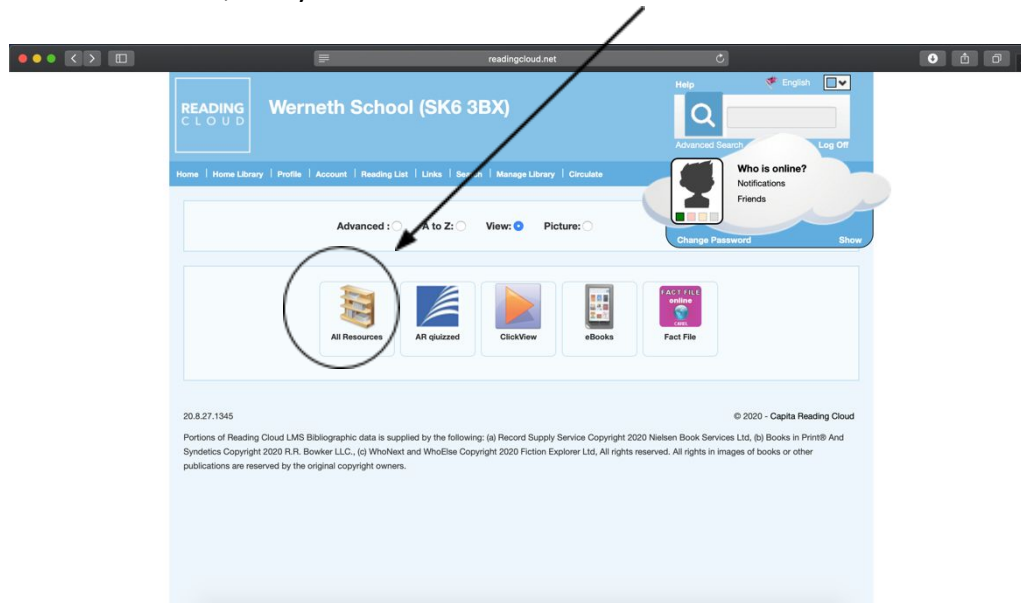 readingcloud.net
READING
CLOUD
Werneth School (SK6 3BX)
Help
English
Advanced Search
Log Off
Home | Home Library | Profile | Account | Reading List | Links | Search | Manage Library | Circulate
Who is online?
Notifications
Friends
Change Password
Show
Advanced : A to Z: View: Picture:
FACT FILE
online
All Resources
AR qiuizzed
ClickView
eBooks
Fact File
20.8.27.1345
© 2020 - Capita Reading Cloud
Portions of Reading Cloud LMS Bibliographic data is supplied by the following: (a) Record Supply Service Copyright 2020 Nielsen Book Services Ltd, (b) Books in Print® And
Syndetics Copyright 2020 R.R. Bowker LLC., (c) WhoNext and WhoElse Copyright 2020 Fiction Explorer Ltd, All rights reserved. All rights in images of books or other
publications are reserved by the original copyright owners.